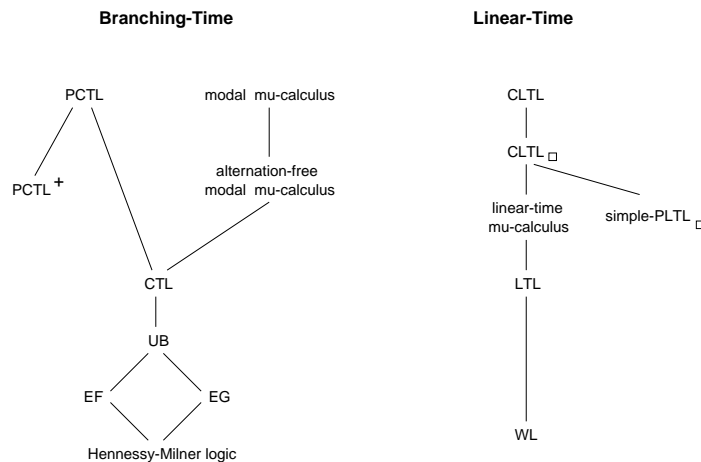 Branching-Time
Linear-Time
PCTL
modal mu-calculus
CLTL
CLTL □
PCTL +
alternation-free
modal mu-calculus
linear-time
mu-calculus
simple-PLTL □
CTL
LTL
UB
EF
EG
Hennessy-Milner logic
WL